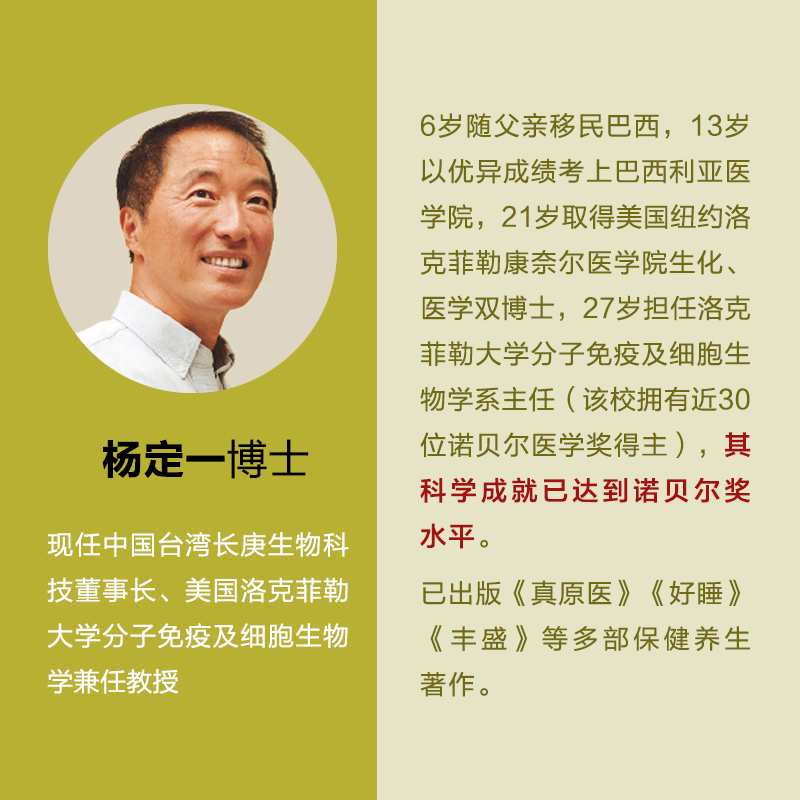 杨定一博士
现任中国台湾长庚生物科
技董事长、美国洛克菲勒
大学分子免疫及细胞生物
学兼任教授
6岁随父亲移民巴西，13岁
以优异成绩考上巴西利亚医
学院，21岁取得美国纽约洛
克菲勒康奈尔医学院生化、
医学双博士，27岁担任洛克
菲勒大学分子免疫及细胞生
物学系主任（该校拥有近30
位诺贝尔医学奖得主），其
科学成就已达到诺贝尔奖
水平。
已出版《真原医》《好睡》
《丰盛》等多部保健养生
著作。